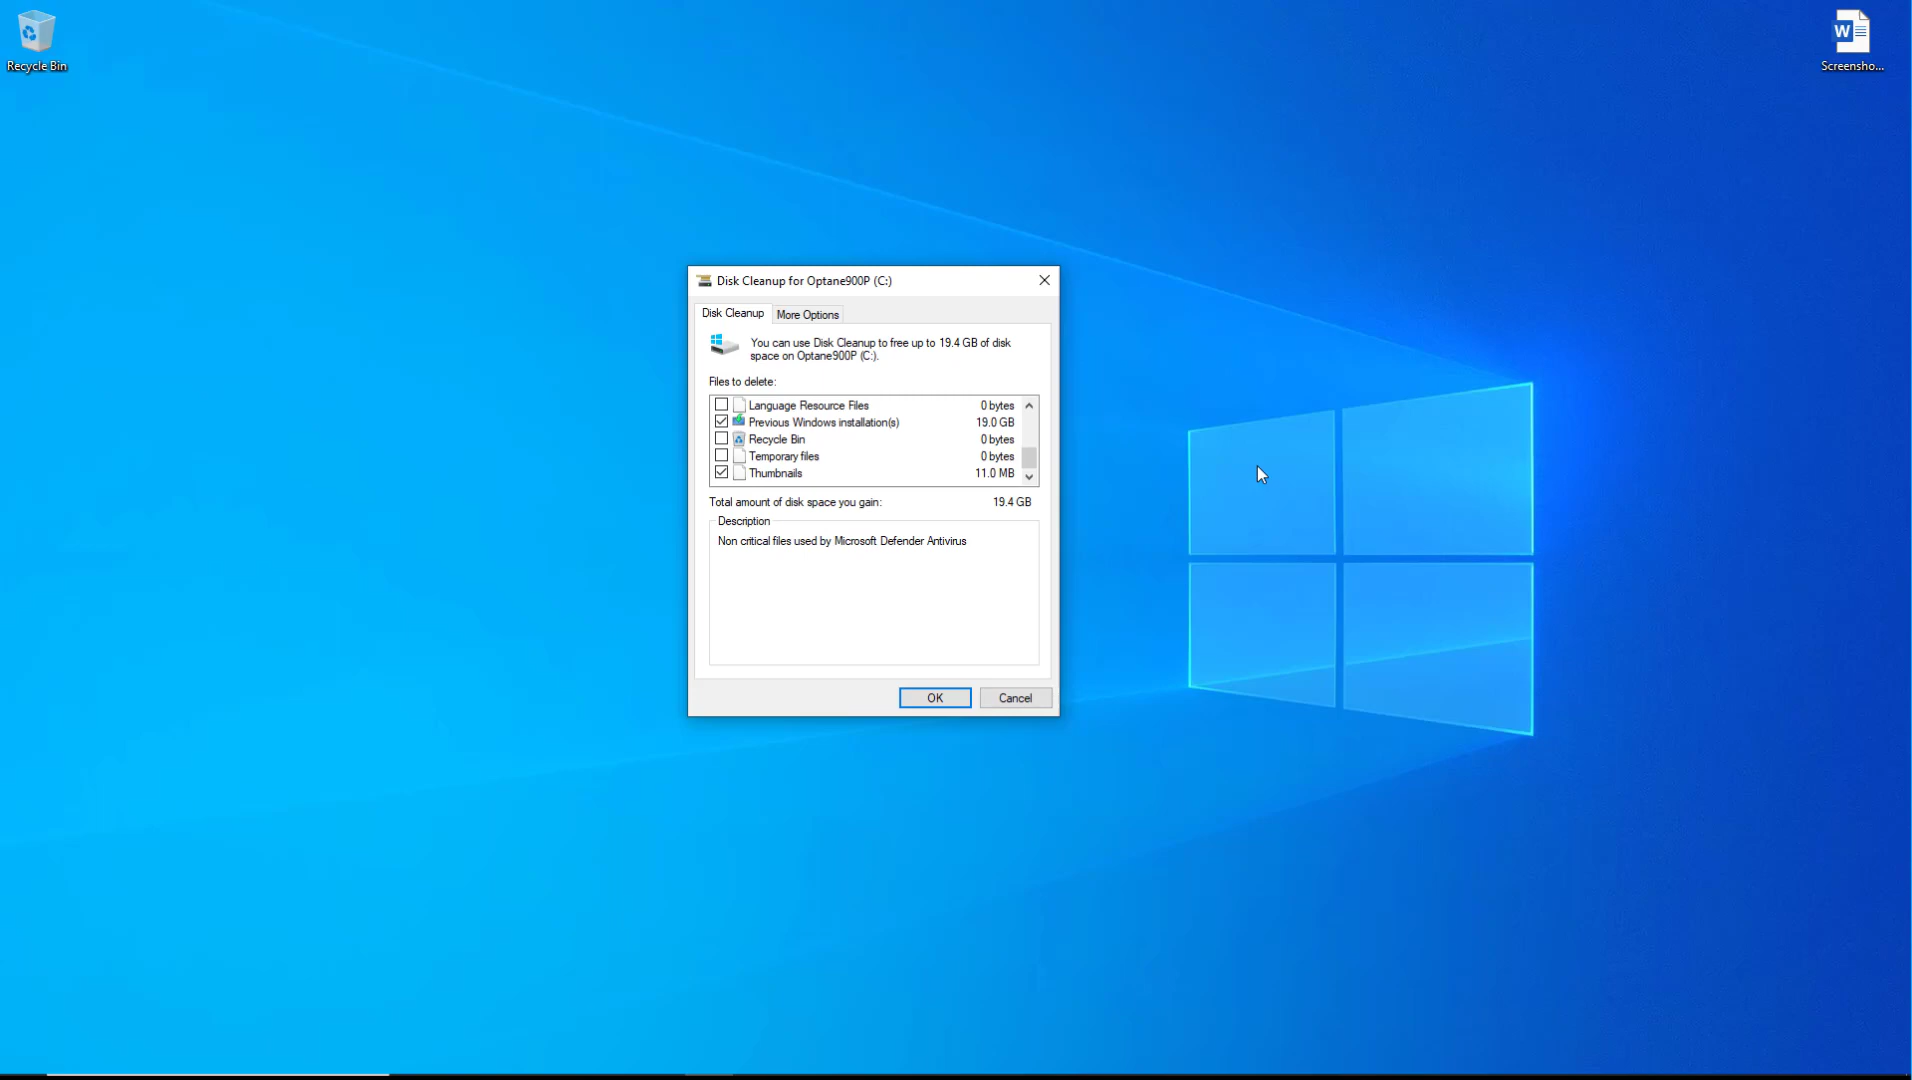 Recycle Bin
W
Screensho...
Disk Cleanup for Optane900P (C:)
Disk Cleanup
More Options
You can use Disk Cleanup to free up to 19.4 GB of disk
space on Optane900P (C:).
Files to delete:
Language Resource Files 0 bytes
Previous Windows installation(s) 19.0 GB
Recycle Bin 0 bytes
Temporary files 0 bytes
Thumbnails 11.0 MB
Total amount of disk space you gain: 19.4 GB
Description
Non critical files used by Microsoft Defender Antivirus
OK
Cancel